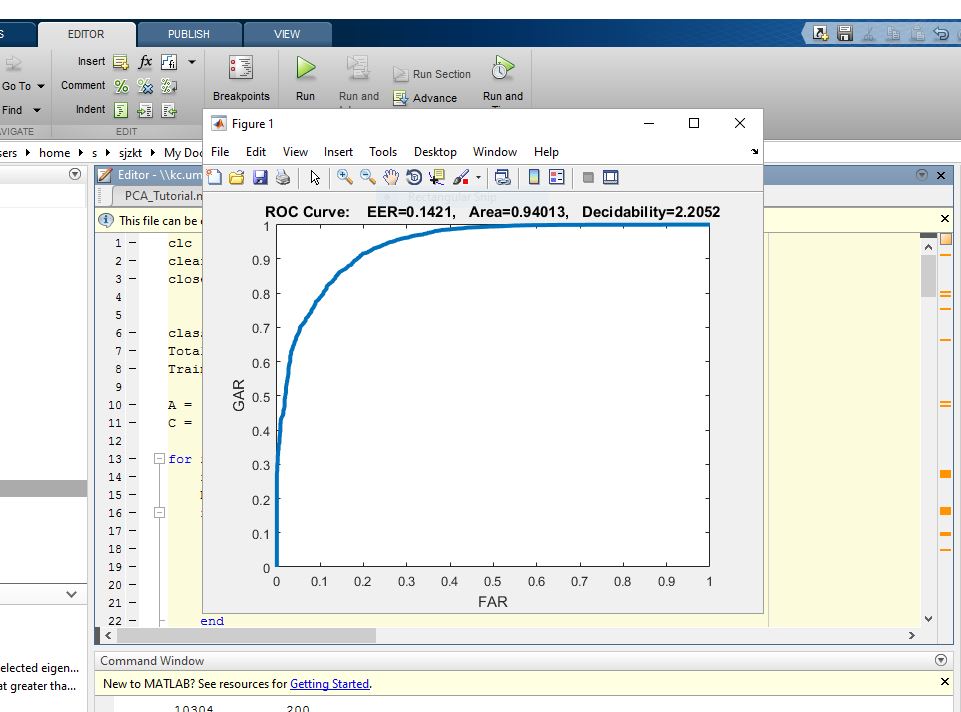 S EDITOR PUBLISH VIEW
Insert fx
Go To Comment Run Section
Find Indent Breakpoints Run Run and Advance Run and
VIGATE EDIT
sers home s sjzkt My Doc
Figure 1
File Edit View Insert Tools Desktop Window Help
Editor - \\kc.um
PCA_Tutorial.m
Rectangular Snip
This file can be
ROC Curve: EER=0.1421, Area=0.94013, Decidability=2.2052
1 - clc
2 - clea
3 - close
4
5
6 - clas
7 - Tota
8 - Trai
9
10 - A =
11 - C =
12
13 - for
14 -
15 -
16 -
17 -
18 -
19 -
20 -
21 -
22 - end
1
0.9
0.8
0.7
0.6
0.5
0.4
0.3
0.2
0.1
0
GAR
0 0.1 0.2 0.3 0.4 0.5 0.6 0.7 0.8 0.9 1
FAR
elected eigen...
at greater tha...
Command Window
New to MATLAB? See resources for Getting Started.
10304 200